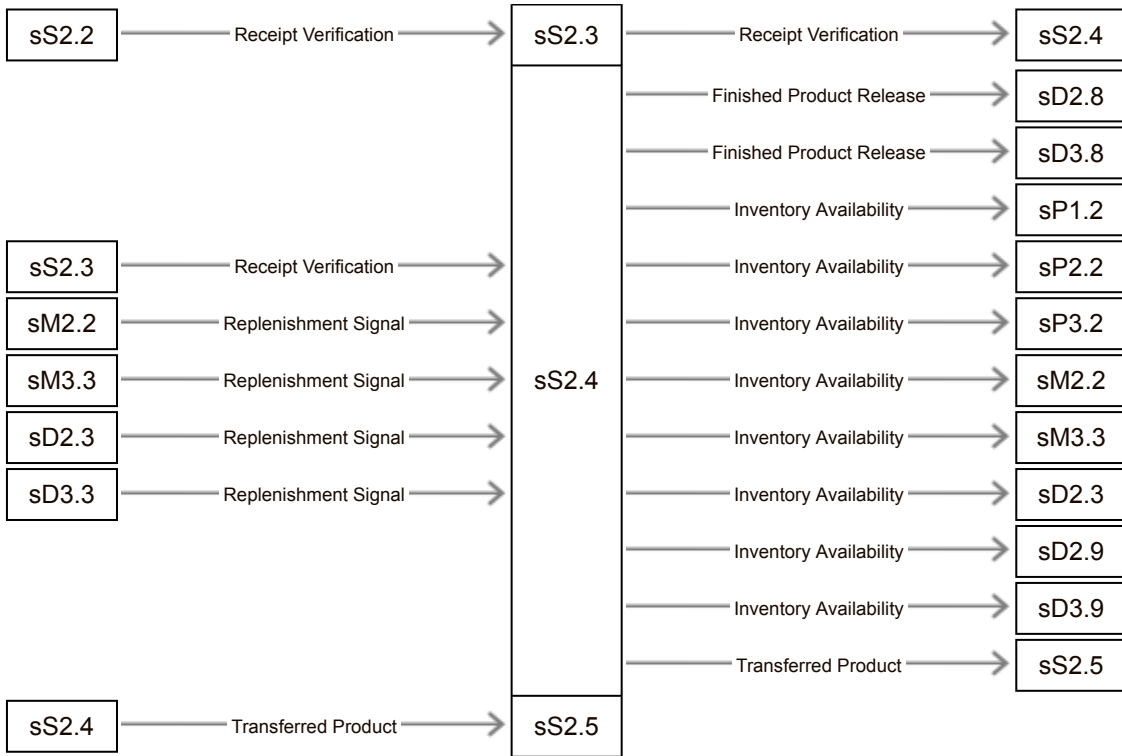 sS2.2 Receipt Verification sS2.3 Receipt Verification sS2.4
Finished Product Release sD2.8
Finished Product Release sD3.8
Inventory Availability sP1.2
sS2.3 Receipt Verification Inventory Availability sP2.2
sM2.2 Replenishment Signal Inventory Availability sP3.2
sM3.3 Replenishment Signal sS2.4 Inventory Availability sM2.2
sD2.3 Replenishment Signal Inventory Availability sM3.3
sD3.3 Replenishment Signal Inventory Availability sD2.3
Inventory Availability sD2.9
Inventory Availability sD3.9
Transferred Product sS2.5
sS2.4 Transferred Product sS2.5